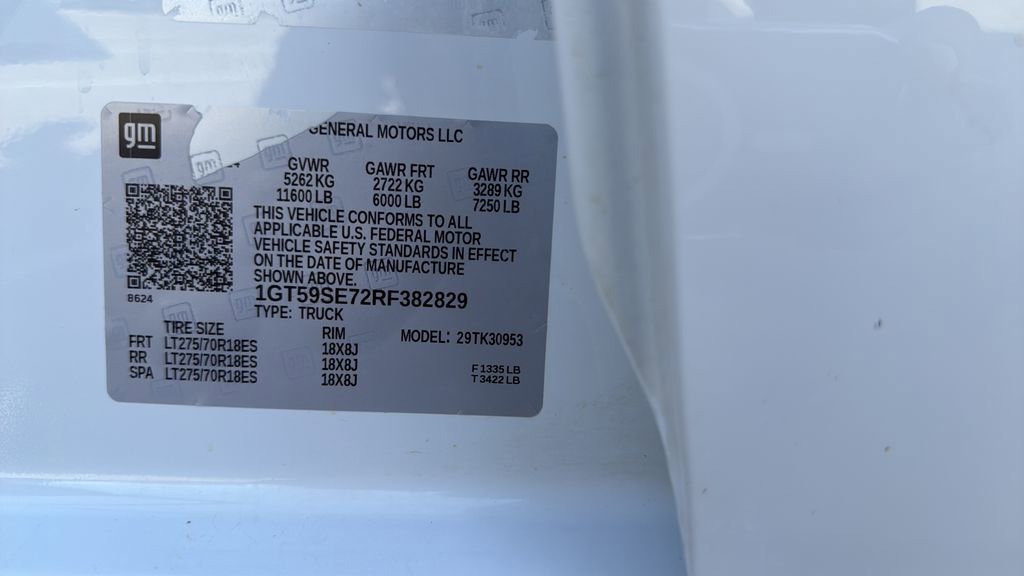 gm
GENERAL MOTORS LLC
GVWR GAWR FRT GAWR RR
5262 KG 2722 KG 3289 KG
11600 LB 6000 LB 7250 LB
THIS VEHICLE CONFORMS TO ALL
APPLICABLE U.S. FEDERAL MOTOR
VEHICLE SAFETY STANDARDS IN EFFECT
ON THE DATE OF MANUFACTURE
SHOWN ABOVE.
8624
1GT59SE72RF382829
TYPE: TRUCK
TIRE SIZE RIM MODEL: 29TK30953
FRT LT275/70R18ES 18X8J
RR LT275/70R18ES 18X8J F 1335 LB
SPA LT275/70R18ES 18X8J T 3422 LB